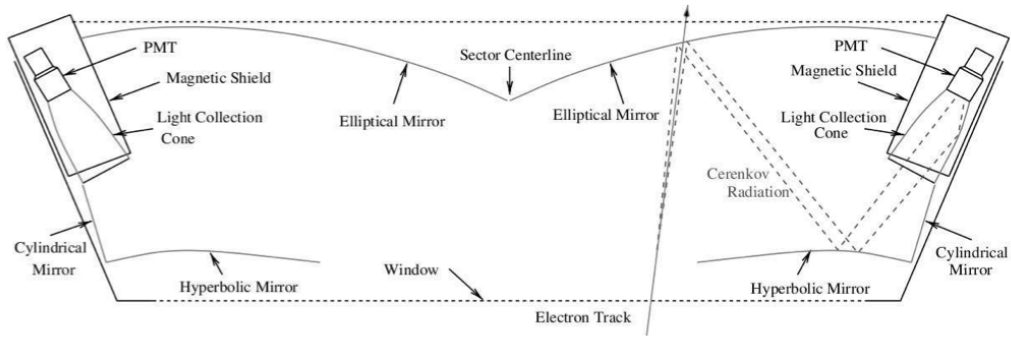 PMT
Magnetic Shield
Light Collection
Cone
Sector Centerline
Elliptical Mirror
Elliptical Mirror
PMT
Magnetic Shield
Light Collection
Cone
Cerenkov
Radiation
Cylindrical
Mirror
Hyperbolic Mirror
Window
Electron Track
Hyperbolic Mirror
Cylindrical
Mirror